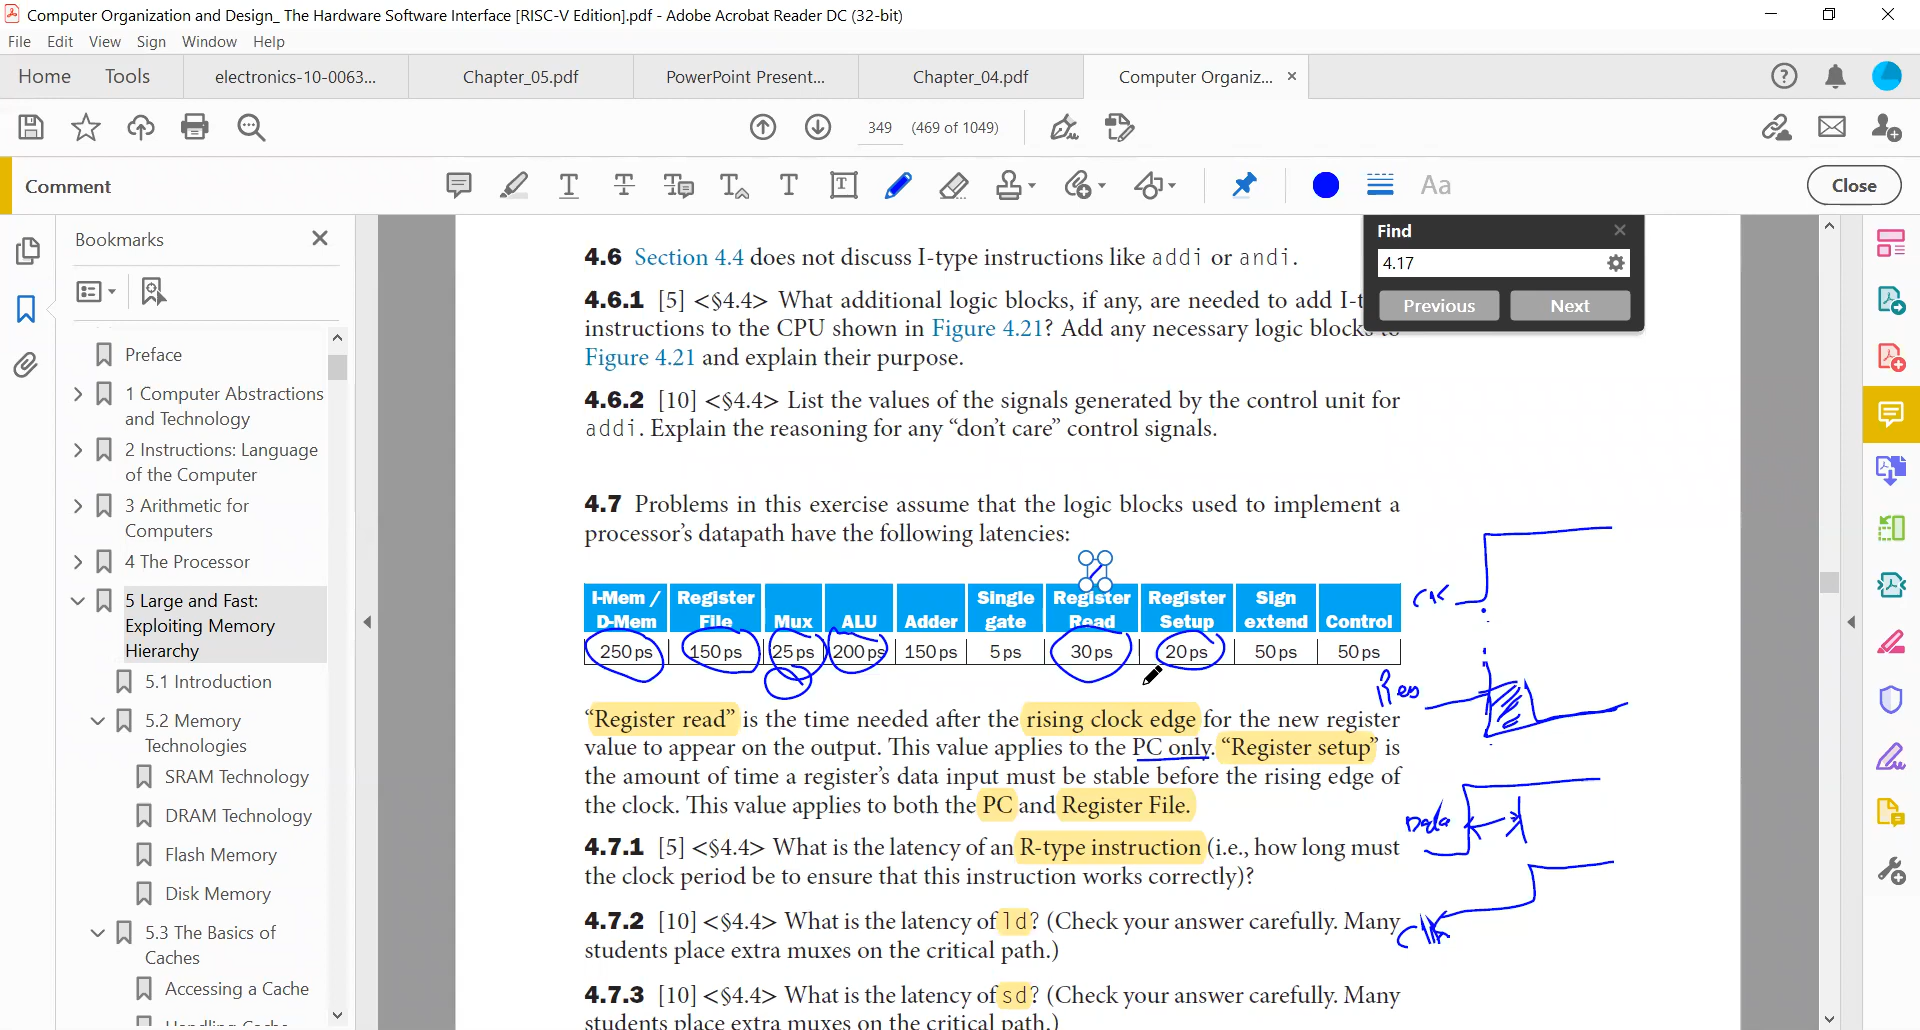 Computer Organization and Design_ The Hardware Software Interface [RISC-V Edition].pdf - Adobe Acrobat Reader DC (32-bit)
File Edit View Sign Window Help
Home Tools electronics-10-0063... Chapter_05.pdf PowerPoint Present... Chapter_04.pdf Computer Organiz...
349 (469 of 1049)
Comment
Aa
Close
Bookmarks
Preface
1 Computer Abstractions
and Technology
2 Instructions: Language
of the Computer
3 Arithmetic for
Computers
4 The Processor
5 Large and Fast:
Exploiting Memory
Hierarchy
5.1 Introduction
5.2 Memory
Technologies
SRAM Technology
DRAM Technology
Flash Memory
Disk Memory
5.3 The Basics of
Caches
Accessing a Cache
Handling Cache
Find
4.17
Previous Next
4.6 Section 4.4 does not discuss I-type instructions like addi or andi.
4.6.1 [5] <§4.4> What additional logic blocks, if any, are needed to add I-t
instructions to the CPU shown in Figure 4.21? Add any necessary logic blocks to
Figure 4.21 and explain their purpose.
4.6.2 [10] <§4.4> List the values of the signals generated by the control unit for
addi. Explain the reasoning for any “don’t care” control signals.
4.7 Problems in this exercise assume that the logic blocks used to implement a
processor’s datapath have the following latencies:
I-Mem / D-Mem Register File Mux ALU Adder Single gate Register Read Register Setup Sign extend Control
250 ps 150 ps 25 ps 200 ps 150 ps 5 ps 30 ps 20 ps 50 ps 50 ps
“Register read” is the time needed after the rising clock edge for the new register
value to appear on the output. This value applies to the PC only. “Register setup” is
the amount of time a register’s data input must be stable before the rising edge of
the clock. This value applies to both the PC and Register File.
4.7.1 [5] <§4.4> What is the latency of an R-type instruction (i.e., how long must
the clock period be to ensure that this instruction works correctly)?
4.7.2 [10] <§4.4> What is the latency of ld? (Check your answer carefully. Many
students place extra muxes on the critical path.)
4.7.3 [10] <§4.4> What is the latency of sd? (Check your answer carefully. Many
students place extra muxes on the critical path.)
Data